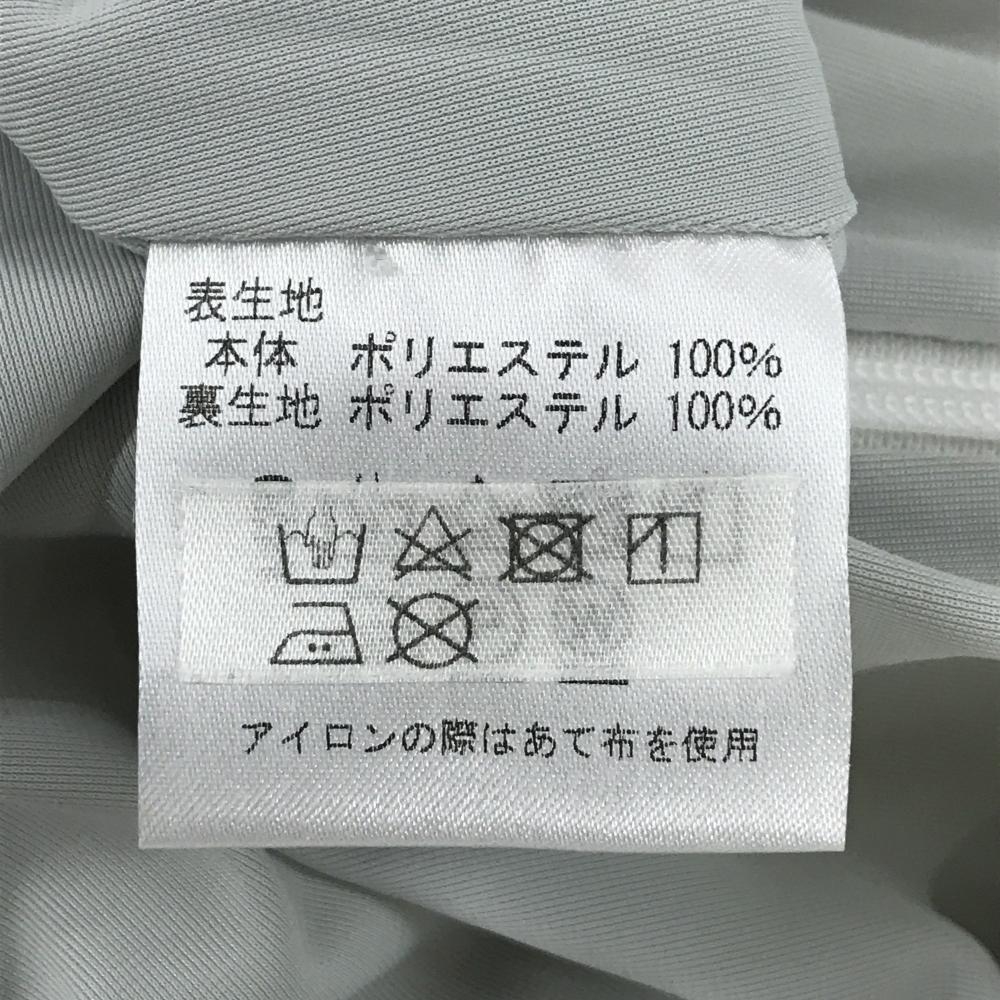 表生地
本体 ポリエステル 100%
裏生地 ポリエステル 100%
アイロンの際はあて布を使用